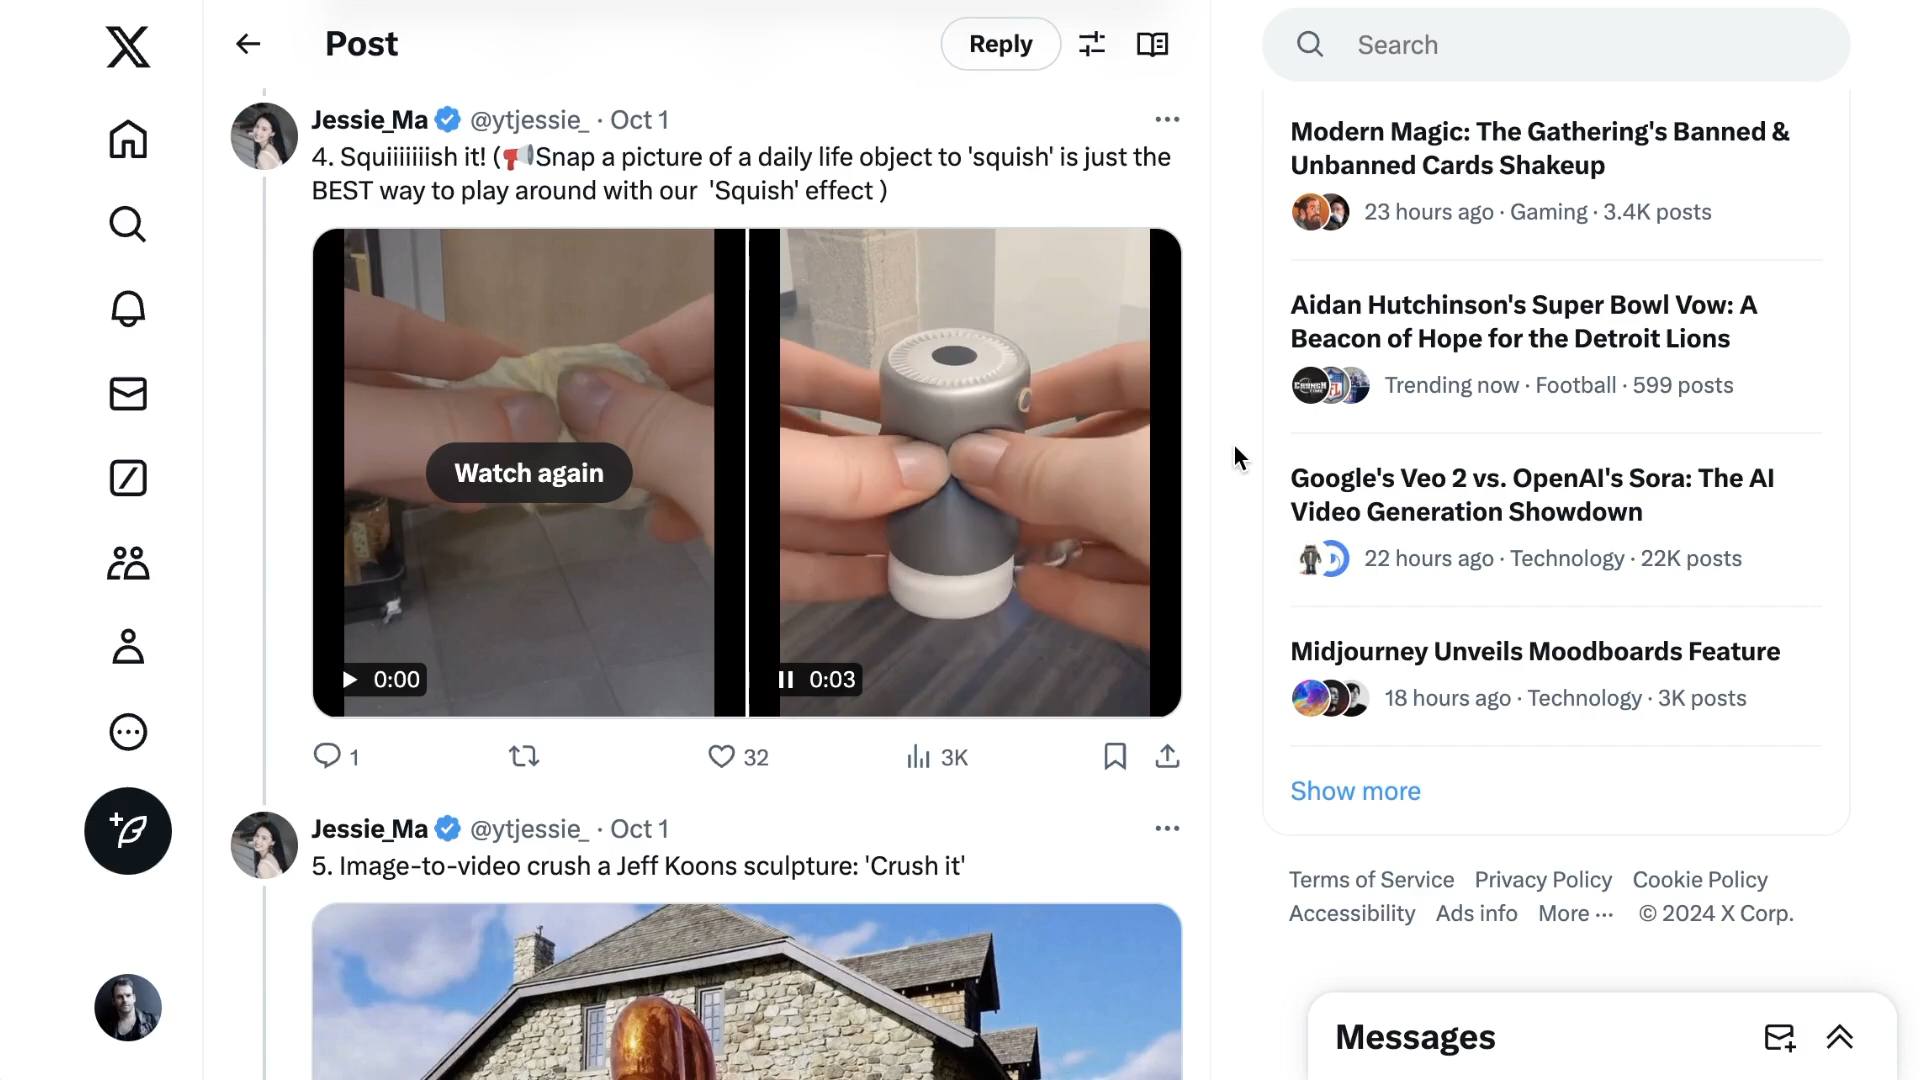 Post
Reply
Search
Jessie_Ma @ytjessie_ · Oct 1
4. Squiiiiiiish it! (📢Snap a picture of a daily life object to 'squish' is just the
BEST way to play around with our 'Squish' effect )
Watch again
0:00
0:03
1
32
3K
Jessie_Ma @ytjessie_ · Oct 1
5. Image-to-video crush a Jeff Koons sculpture: 'Crush it'
Modern Magic: The Gathering's Banned &
Unbanned Cards Shakeup
23 hours ago · Gaming · 3.4K posts
Aidan Hutchinson's Super Bowl Vow: A
Beacon of Hope for the Detroit Lions
Trending now · Football · 599 posts
Google's Veo 2 vs. OpenAI's Sora: The AI
Video Generation Showdown
22 hours ago · Technology · 22K posts
Midjourney Unveils Moodboards Feature
18 hours ago · Technology · 3K posts
Show more
Terms of Service Privacy Policy Cookie Policy
Accessibility Ads info More ··· © 2024 X Corp.
Messages